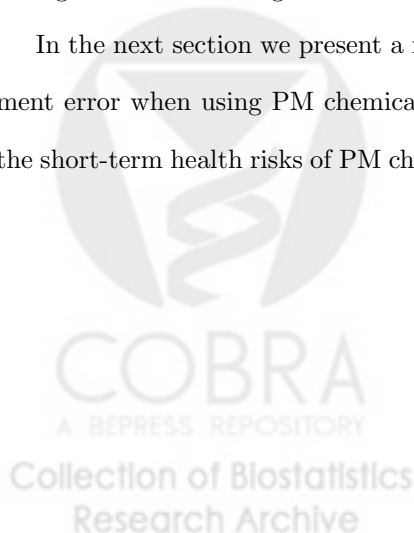 In the next section we present a
ment error when using PM chemica
the short-term health risks of PM ch
COBRA
A BEPRESS REPOSITORY
Collection of Biostatistics
Research Archive